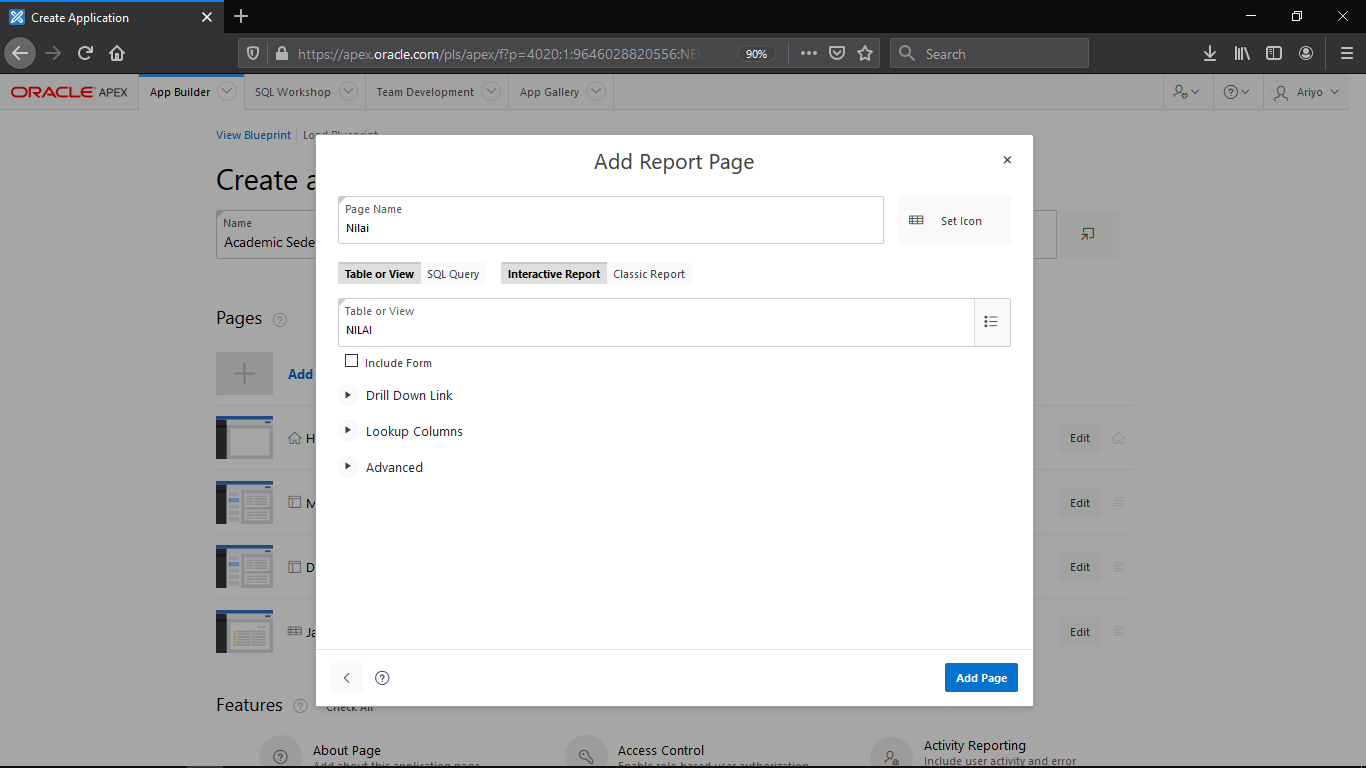 Create Application
https://apex.oracle.com/pls/apex/f?p=4020:1:9646028820556:NE
90%
Search
ORACLE APEX
App Builder
SQL Workshop
Team Development
App Gallery
Ariyo
View Blueprint
Add Report Page
Create a
Name
Academic Sede
Page Name
Nilai
Set Icon
Table or View
SQL Query
Interactive Report
Classic Report
Table or View
NILAI
Include Form
Pages
Add
Drill Down Link
Lookup Columns
Advanced
H
Edit
M
Edit
D
Edit
Ja
Edit
Add Page
Features
Check All
About Page
Add about this application page
Access Control
Enable role-based user authorization
Activity Reporting
Include user activity and error